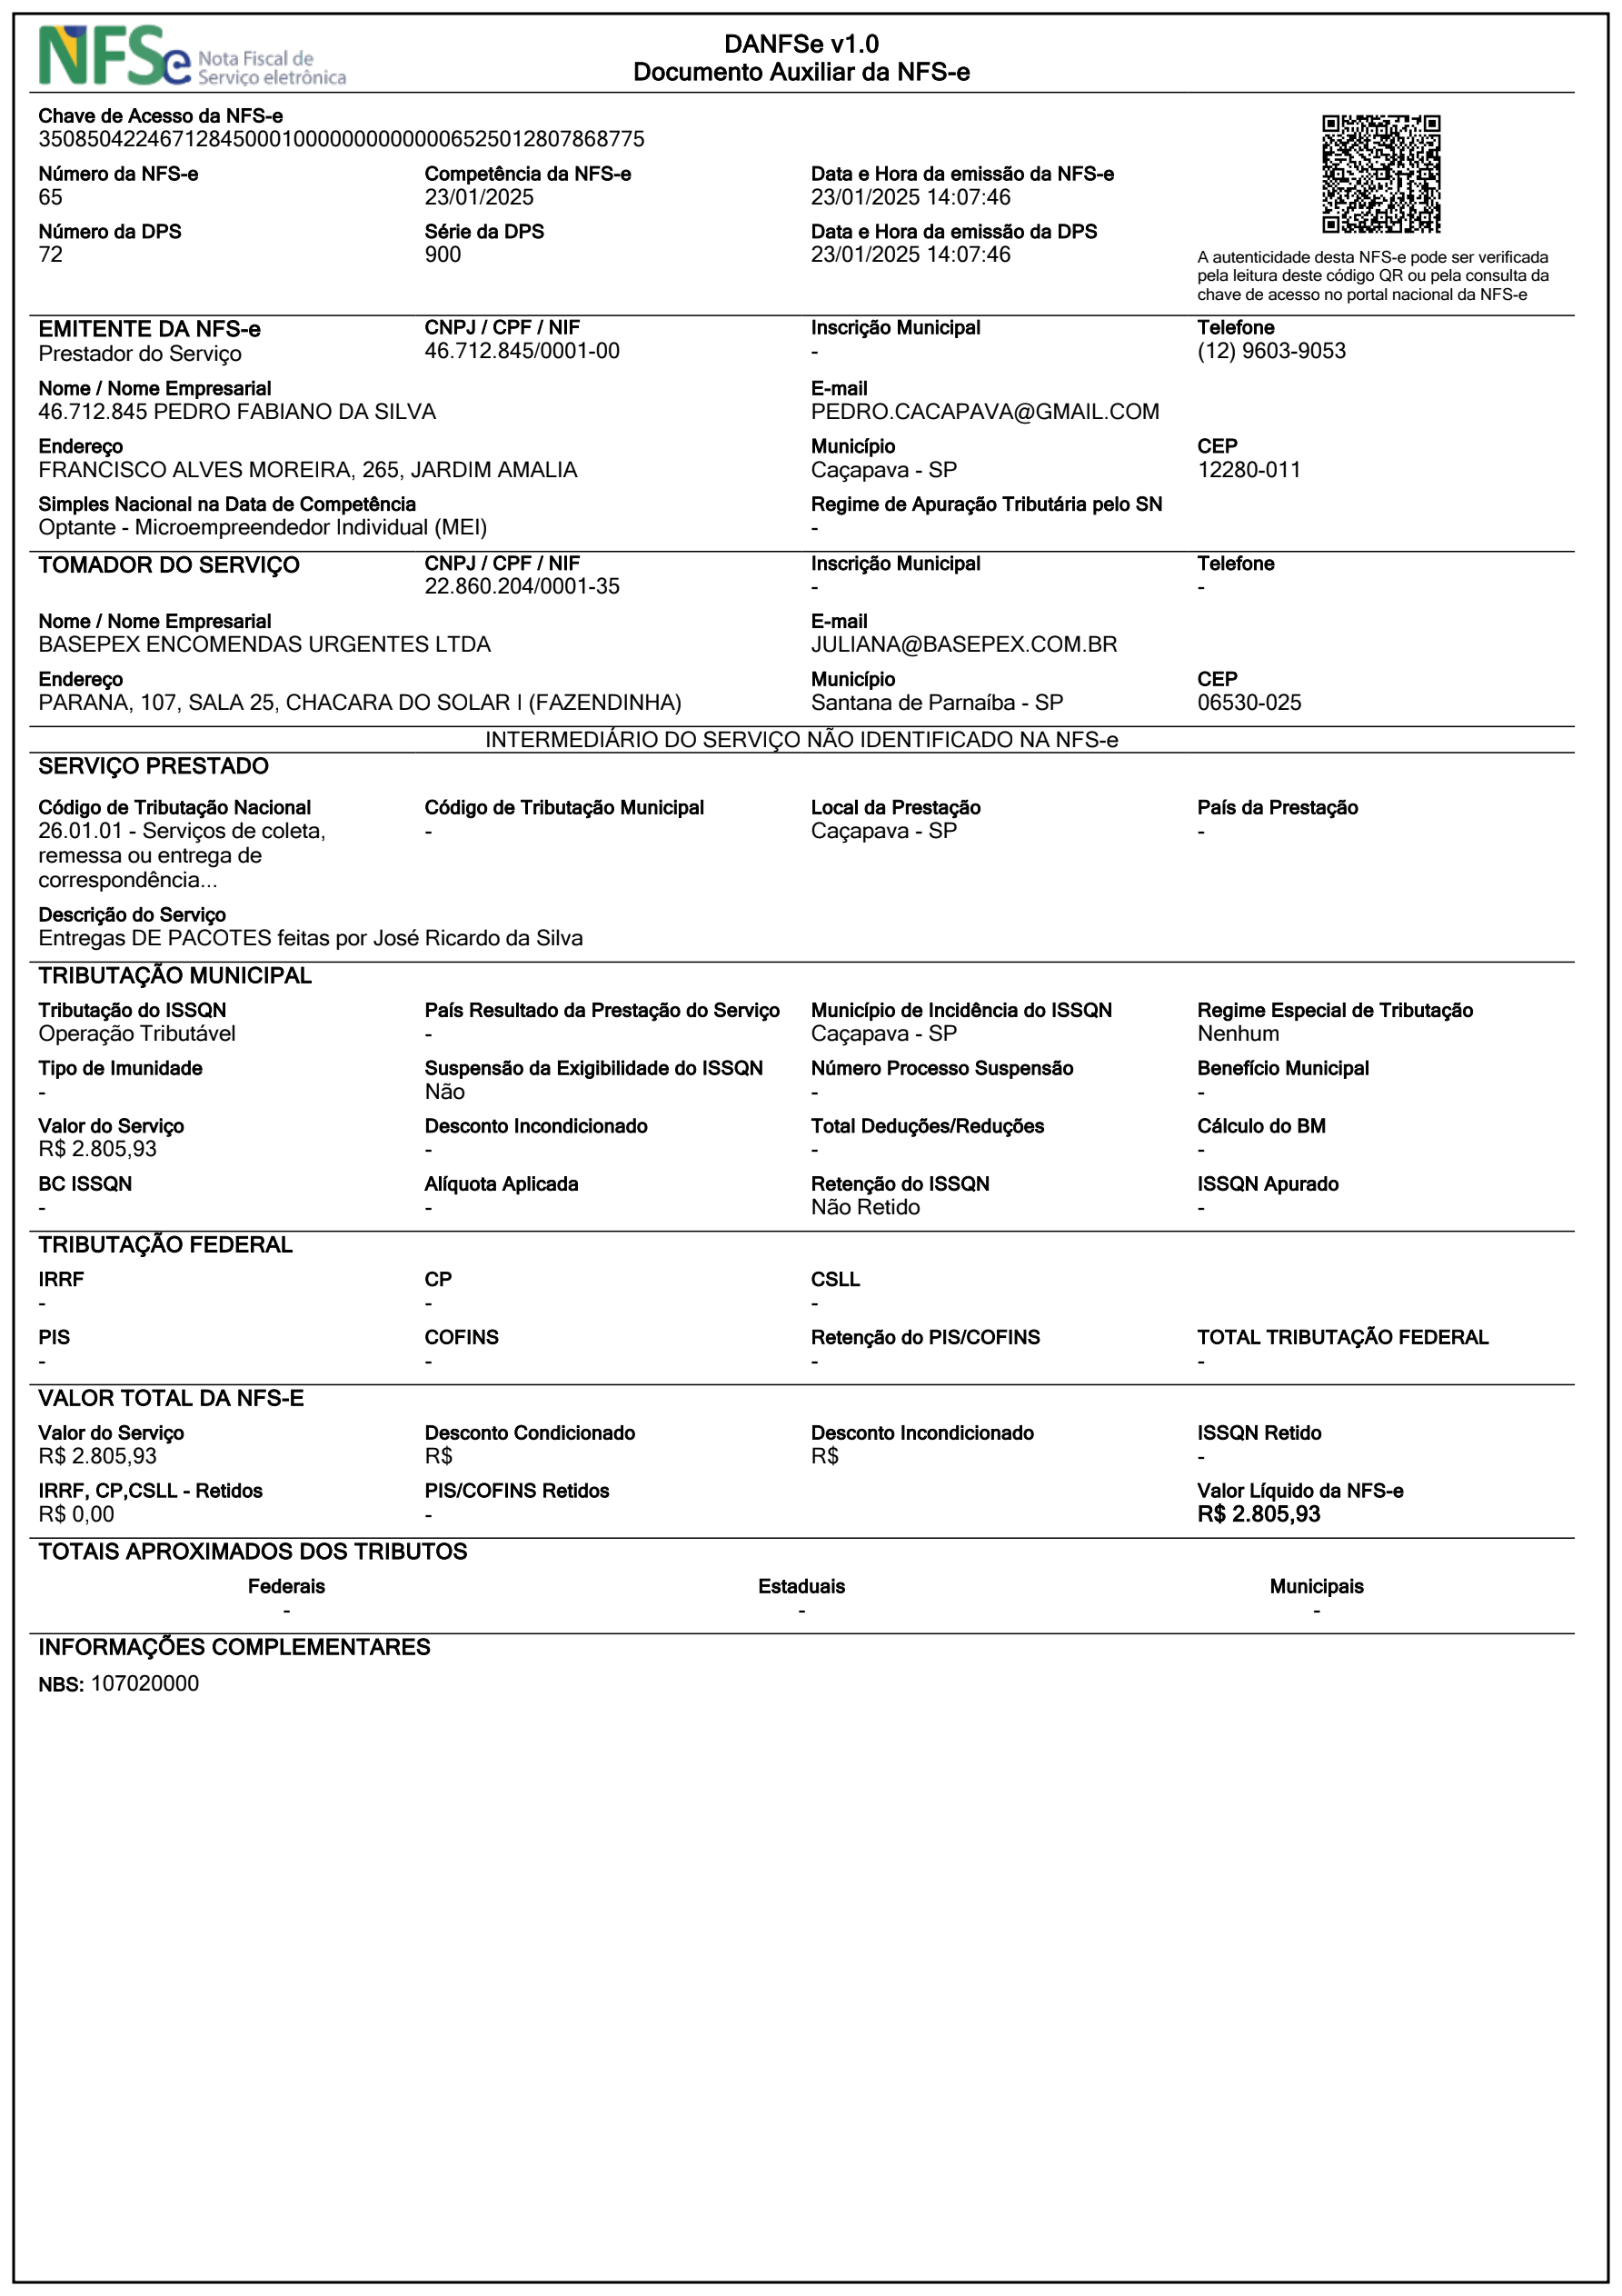 NFSe Nota Fiscal de
Serviço eletrônica
DANFSe v1.0
Documento Auxiliar da NFS-e
Chave de Acesso da NFS-e
35085042246712845000100000000000006525012807868775
Número da NFS-e Competência da NFS-e Data e Hora da emissão da NFS-e
65 23/01/2025 23/01/2025 14:07:46
Número da DPS Série da DPS Data e Hora da emissão da DPS
72 900 23/01/2025 14:07:46
A autenticidade desta NFS-e pode ser verificada
pela leitura deste código QR ou pela consulta da
chave de acesso no portal nacional da NFS-e
EMITENTE DA NFS-e CNPJ / CPF / NIF Inscrição Municipal Telefone
Prestador do Serviço 46.712.845/0001-00 - (12) 9603-9053
Nome / Nome Empresarial E-mail
46.712.845 PEDRO FABIANO DA SILVA PEDRO.CACAPAVA@GMAIL.COM
Endereço Município CEP
FRANCISCO ALVES MOREIRA, 265, JARDIM AMALIA Caçapava - SP 12280-011
Simples Nacional na Data de Competência Regime de Apuração Tributária pelo SN
Optante - Microempreendedor Individual (MEI) -
TOMADOR DO SERVIÇO CNPJ / CPF / NIF Inscrição Municipal Telefone
22.860.204/0001-35 - -
Nome / Nome Empresarial E-mail
BASEPEX ENCOMENDAS URGENTES LTDA JULIANA@BASEPEX.COM.BR
Endereço Município CEP
PARANA, 107, SALA 25, CHACARA DO SOLAR I (FAZENDINHA) Santana de Parnaíba - SP 06530-025
INTERMEDIÁRIO DO SERVIÇO NÃO IDENTIFICADO NA NFS-e
SERVIÇO PRESTADO
Código de Tributação Nacional Código de Tributação Municipal Local da Prestação País da Prestação
26.01.01 - Serviços de coleta, - Caçapava - SP -
remessa ou entrega de
correspondência...
Descrição do Serviço
Entregas DE PACOTES feitas por José Ricardo da Silva
TRIBUTAÇÃO MUNICIPAL
Tributação do ISSQN País Resultado da Prestação do Serviço Município de Incidência do ISSQN Regime Especial de Tributação
Operação Tributável - Caçapava - SP Nenhum
Tipo de Imunidade Suspensão da Exigibilidade do ISSQN Número Processo Suspensão Benefício Municipal
- Não - -
Valor do Serviço Desconto Incondicionado Total Deduções/Reduções Cálculo do BM
R$ 2.805,93 - - -
BC ISSQN Alíquota Aplicada Retenção do ISSQN ISSQN Apurado
- - Não Retido -
TRIBUTAÇÃO FEDERAL
IRRF CP CSLL
- - -
PIS COFINS Retenção do PIS/COFINS TOTAL TRIBUTAÇÃO FEDERAL
- - - -
VALOR TOTAL DA NFS-E
Valor do Serviço Desconto Condicionado Desconto Incondicionado ISSQN Retido
R$ 2.805,93 R$ R$ -
IRRF, CP,CSLL - Retidos PIS/COFINS Retidos Valor Líquido da NFS-e
R$ 0,00 - R$ 2.805,93
TOTAIS APROXIMADOS DOS TRIBUTOS
Federais Estaduais Municipais
- - -
INFORMAÇÕES COMPLEMENTARES
NBS: 107020000